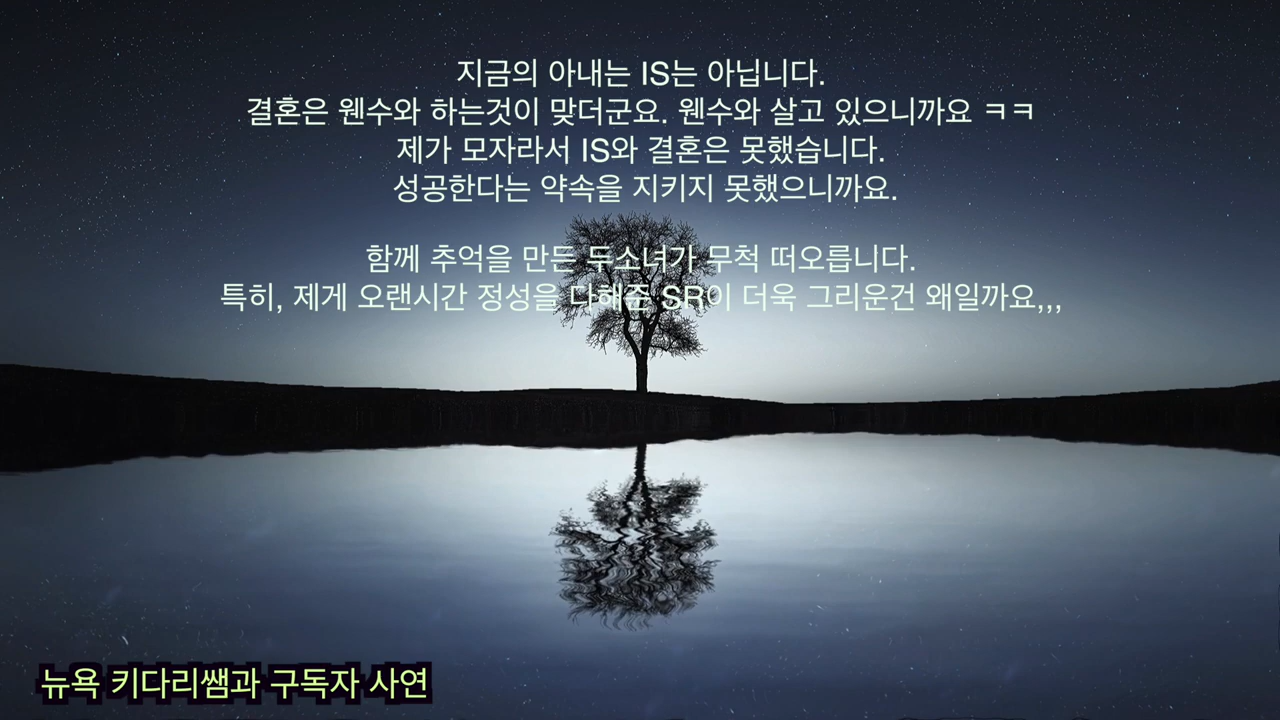 지금의 아내는 IS는 아닙니다.
결혼은 웬수와 하는것이 맞더군요. 웬수와 살고 있으니까요 ㅋㅋ
제가 모자라서 IS와 결혼은 못했습니다.
성공한다는 약속을 지키지 못했으니까요.
함께 추억을 만든 두소녀가 무척 떠오릅니다.
특히, 제게 오랜시간 정성을 다해준 SR이 더욱 그리운건 왜일까요,,,
뉴욕 키다리쌤과 구독자 사연